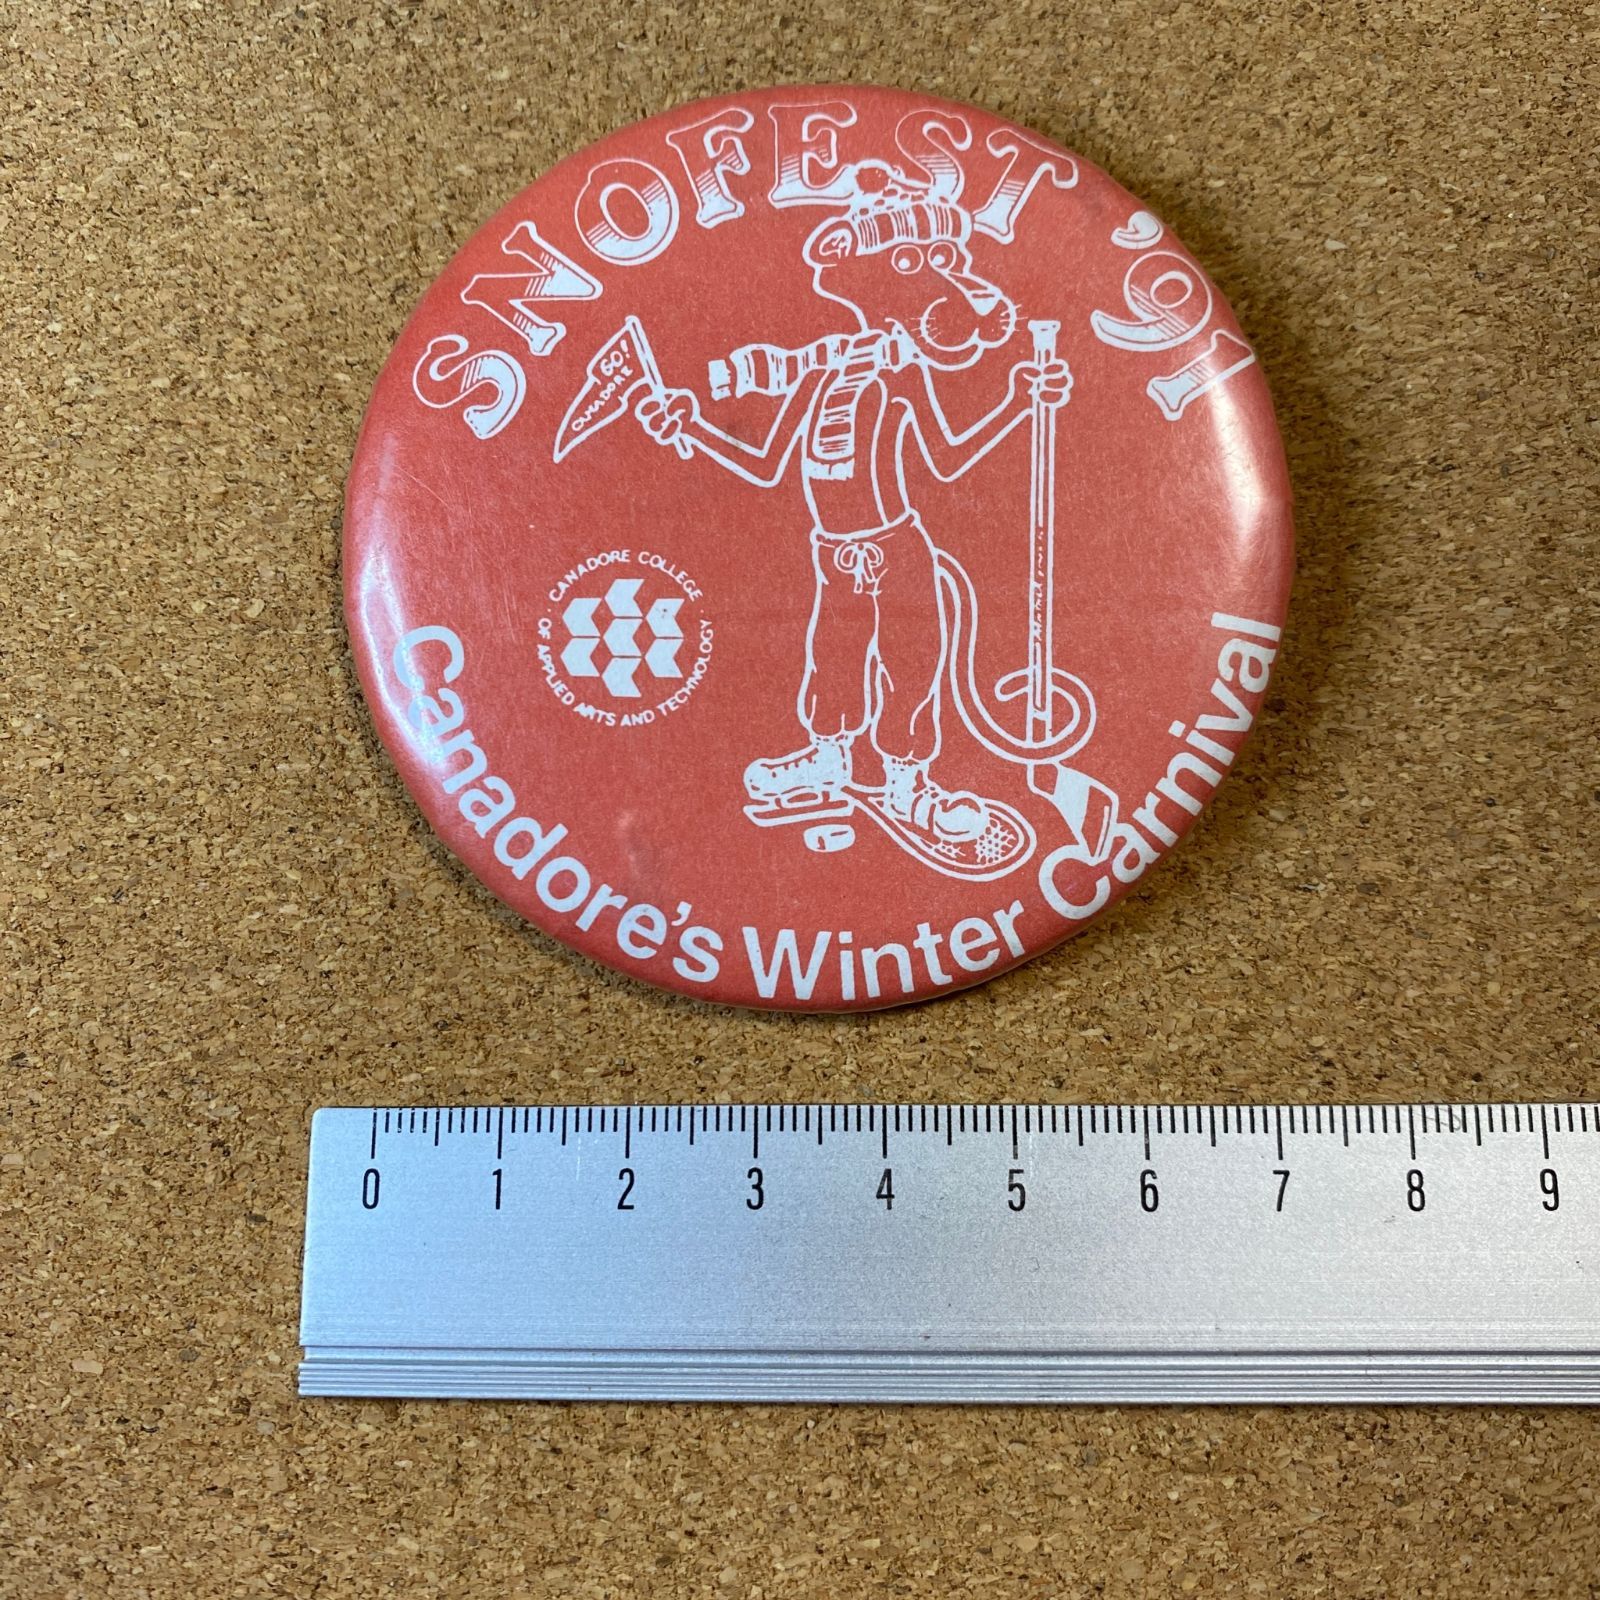 SNOFEST '91
GO!
CANADORE
CANADORE COLLEGE
OF APPLIED ARTS AND TECHNOLOGY
Canadore's Winter Carnival
0 1 2 3 4 5 6 7 8 9